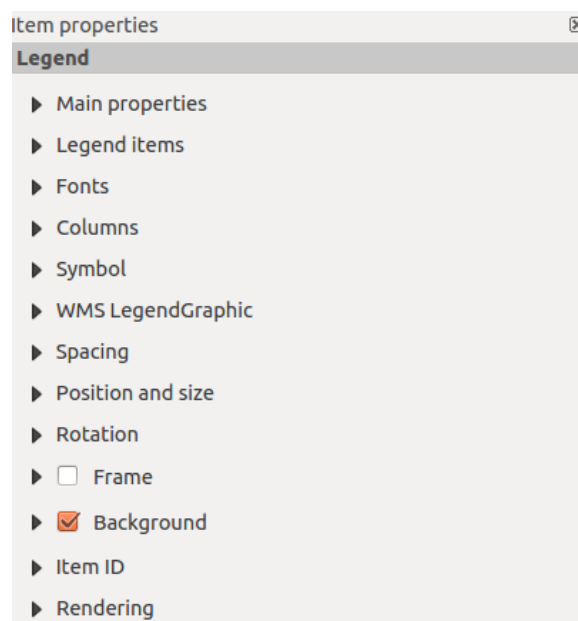 Item properties
Legend
Main properties
Legend items
Fonts
Columns
Symbol
WMS LegendGraphic
Spacing
Position and size
Rotation
Frame
Background
Item ID
Rendering